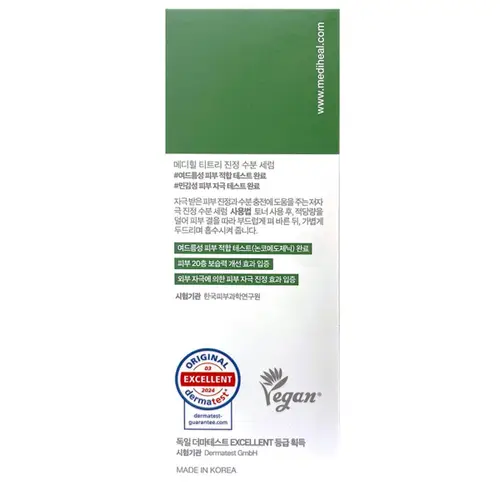 www.mediheal.com
메디힐 티트리 진정 수분 세럼
#여드름성 피부 적합 테스트 완료
#민감성 피부 자극 테스트 완료
자극 받은 피부 진정과 수분 충전에 도움을 주는 저자
극 진정 수분 세럼 사용법 토너 사용 후, 적당량을
덜어 피부 결을 따라 부드럽게 펴 바른 뒤, 가볍게
두드리며 흡수시켜 줍니다.
여드름성 피부 적합 테스트(논코메도제닉) 완료
피부 20층 보습력 개선 효과 입증
외부 자극에 의한 피부 자극 진정 효과 입증
시험기관 한국피부과학연구원
ORIGINAL
03
EXCELLENT
2024
dermatest®
dermatest-
guarantee.com
Vegan®
독일 더마테스트 EXCELLENT 등급 획득
시험기관 Dermatest GmbH
MADE IN KOREA